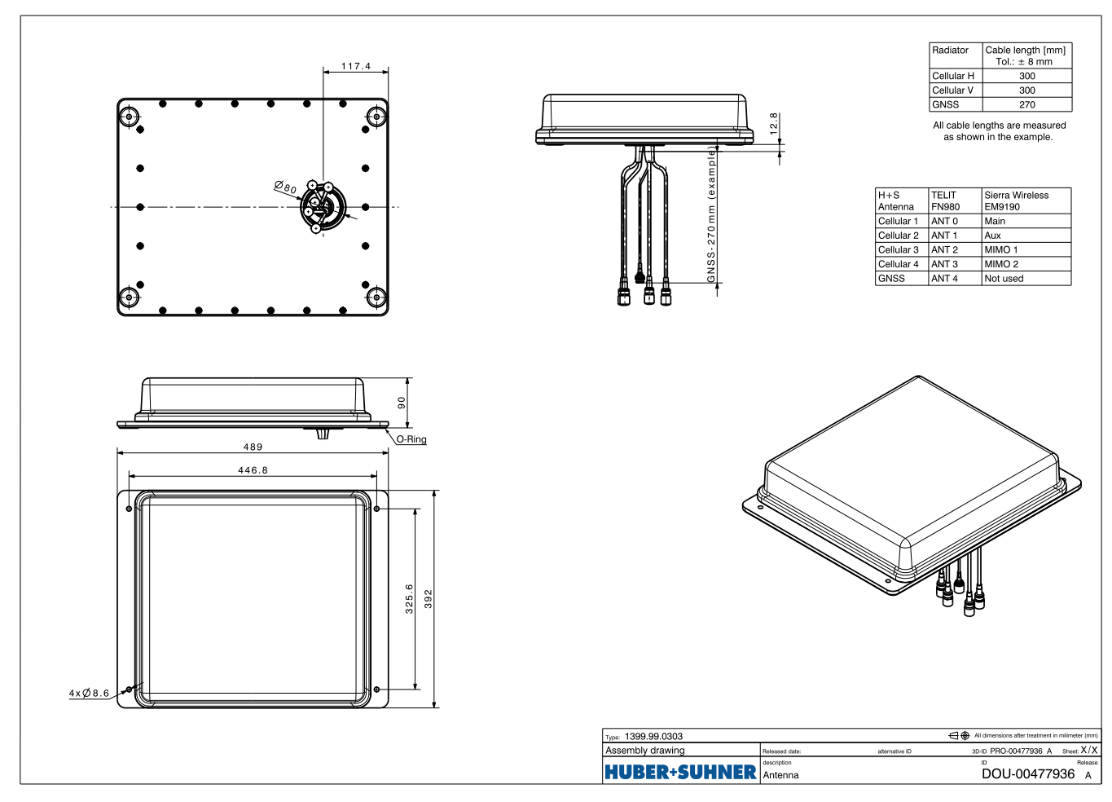 117.4
Ø80
12.8
GNSS-270mm (example)
Radiator Cable length [mm]
Tol.: ± 8 mm
Cellular H 300
Cellular V 300
GNSS 270
All cable lengths are measured
as shown in the example.
H+S TELIT Sierra Wireless
Antenna FN980 EM9190
Cellular 1 ANT 0 Main
Cellular 2 ANT 1 Aux
Cellular 3 ANT 2 MIMO 1
Cellular 4 ANT 3 MIMO 2
GNSS ANT 4 Not used
90
O-Ring
489
446.8
325.6
392
4xØ8.6
Type: 1399.99.0303 All dimensions after treatment in milimeter (mm)
Assembly drawing Released date: alternative ID 3D-ID PRO-00477936 A Sheet: X/X
HUBER+SUHNER description ID Release
Antenna DOU-00477936 A